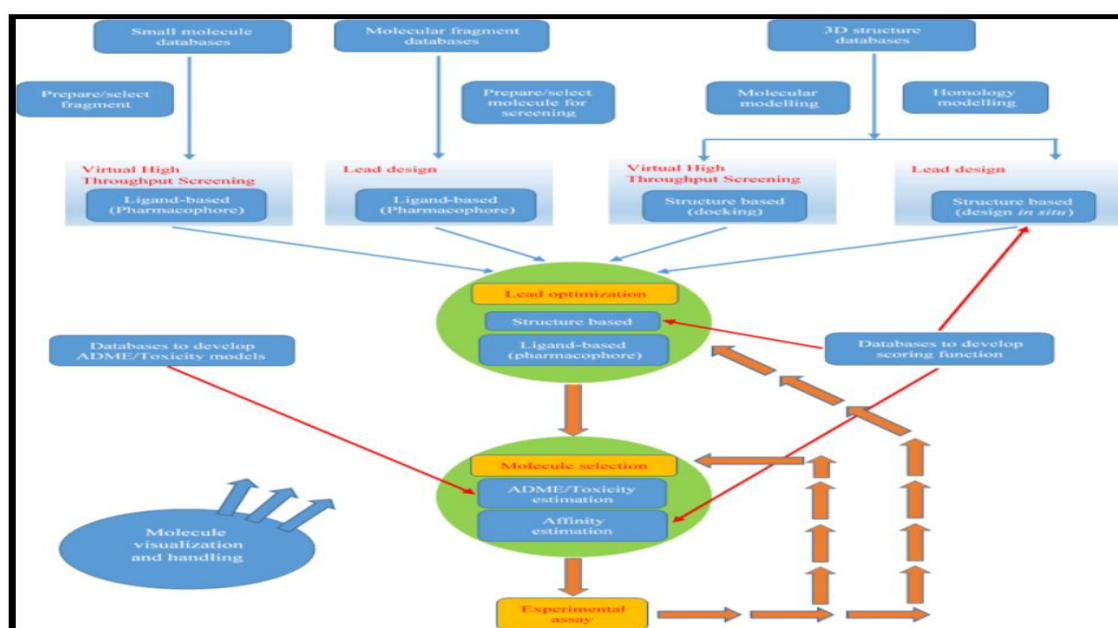 Small molecule
databases
Molecular fragment
databases
3D structure
databases
Prepare/select
fragment
Prepare/select
molecule for
screening
Molecular
modelling
Homology
modelling
Virtual High
Throughput Screening
Ligand-based
(Pharmacophore)
Lead design
Ligand-based
(Pharmacophore)
Virtual High
Throughput Screening
Structure based
(docking)
Lead design
Structure based
(design in situ)
Lead optimization
Structure based
Ligand-based
(pharmacophore)
Databases to develop
ADME/Toxicity models
Databases to develop
scoring function
Molecule selection
ADME/Toxicity
estimation
Affinity
estimation
Molecule
visualization
and handling
Experimental
assay